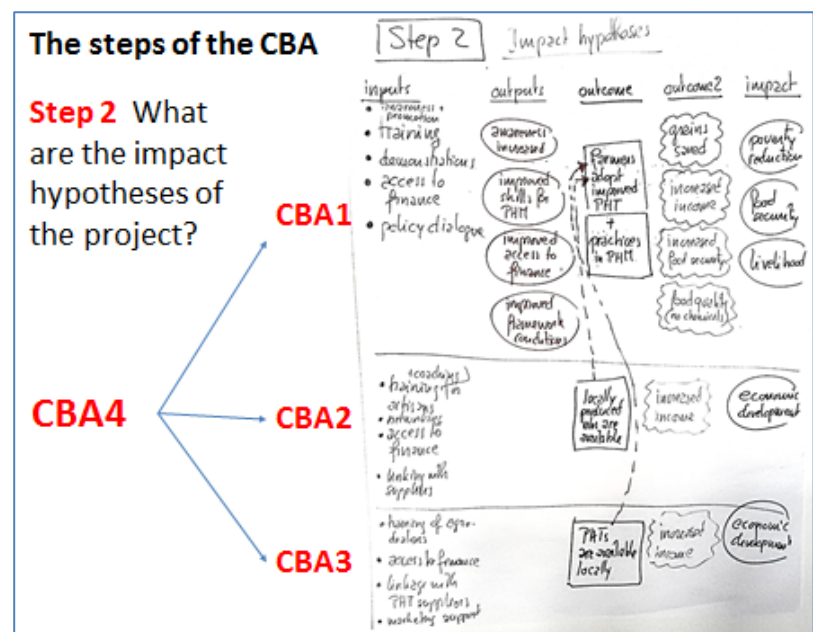 The steps of the CBA
Step 2 What
are the impact
hypotheses of
the project?
CBA4
CBA1
CBA2
CBA3
Step 2
Impact hypotheses
inputs
• awareness +
promotion
• training
• demonstrations
• access to
finance
• policy dialogue
outputs
awareness
increased
improved
skills for
PHM
improved
access to
finance
improved
framework
conditions
outcome
farmers
adopt
improved
PHT
+
practices
in PHM
outcome2
grains
saved
increased
income
increased
food security
food quality
(no chemicals)
impact
poverty
reduction
food
security
livelihood
+ coaching
• training for
artisans
• access to
finance
• linking with
suppliers
locally
produced
are
available
increased
income
economic
development
• training of agro-
dealers
• access to finance
• linkage with
PHT suppliers
• marketing support
are available
locally
increased
income
economic
development